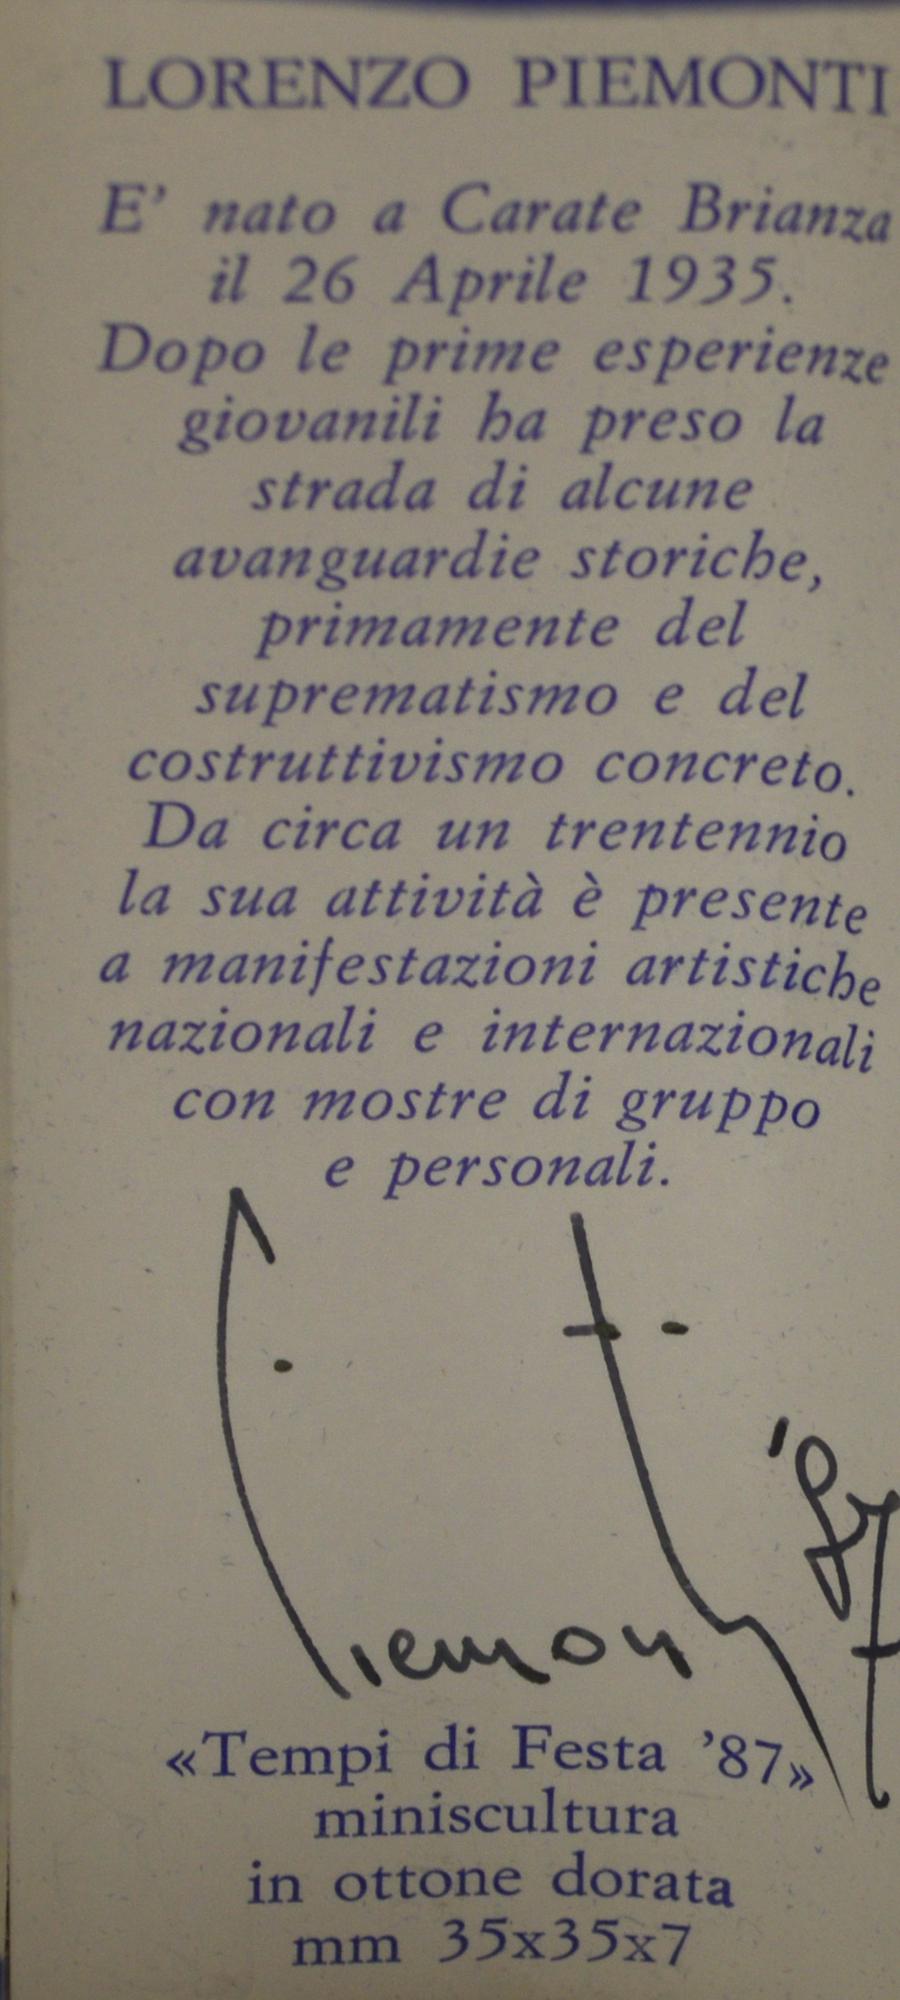 LORENZO PIEMONTI
E' nato a Carate Brianza
il 26 Aprile 1935.
Dopo le prime esperienze
giovanili ha preso la
strada di alcune
avanguardie storiche,
primamente del
suprematismo e del
costruttivismo concreto.
Da circa un trentennio
la sua attività è presente
a manifestazioni artistiche
nazionali e internazionali
con mostre di gruppo
e personali.
Piemonti '87
«Tempi di Festa '87»
miniscultura
in ottone dorata
mm 35x35x7